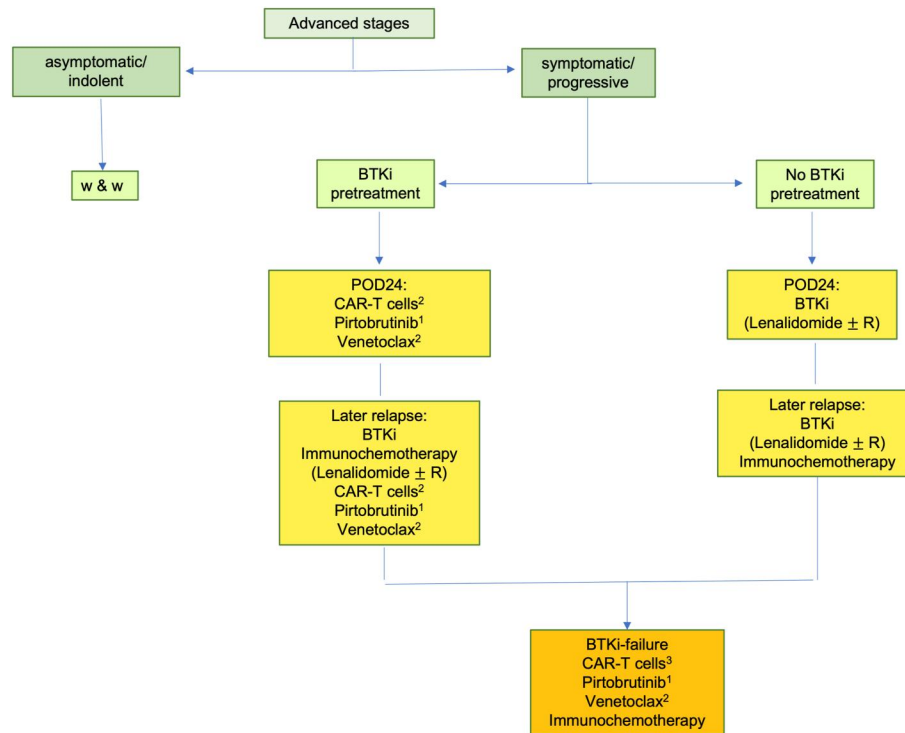 Advanced stages
asymptomatic/
indolent
symptomatic/
progressive
w & w
BTKi
pretreatment
No BTKi
pretreatment
POD24:
CAR-T cells²
Pirtobrutinib¹
Venetoclax²
POD24:
BTKi
(Lenalidomide ± R)
Later relapse:
BTKi
Immunochemotherapy
(Lenalidomide ± R)
CAR-T cells²
Pirtobrutinib¹
Venetoclax²
Later relapse:
BTKi
(Lenalidomide ± R)
Immunochemotherapy
BTKi-failure
CAR-T cells³
Pirtobrutinib¹
Venetoclax²
Immunochemotherapy